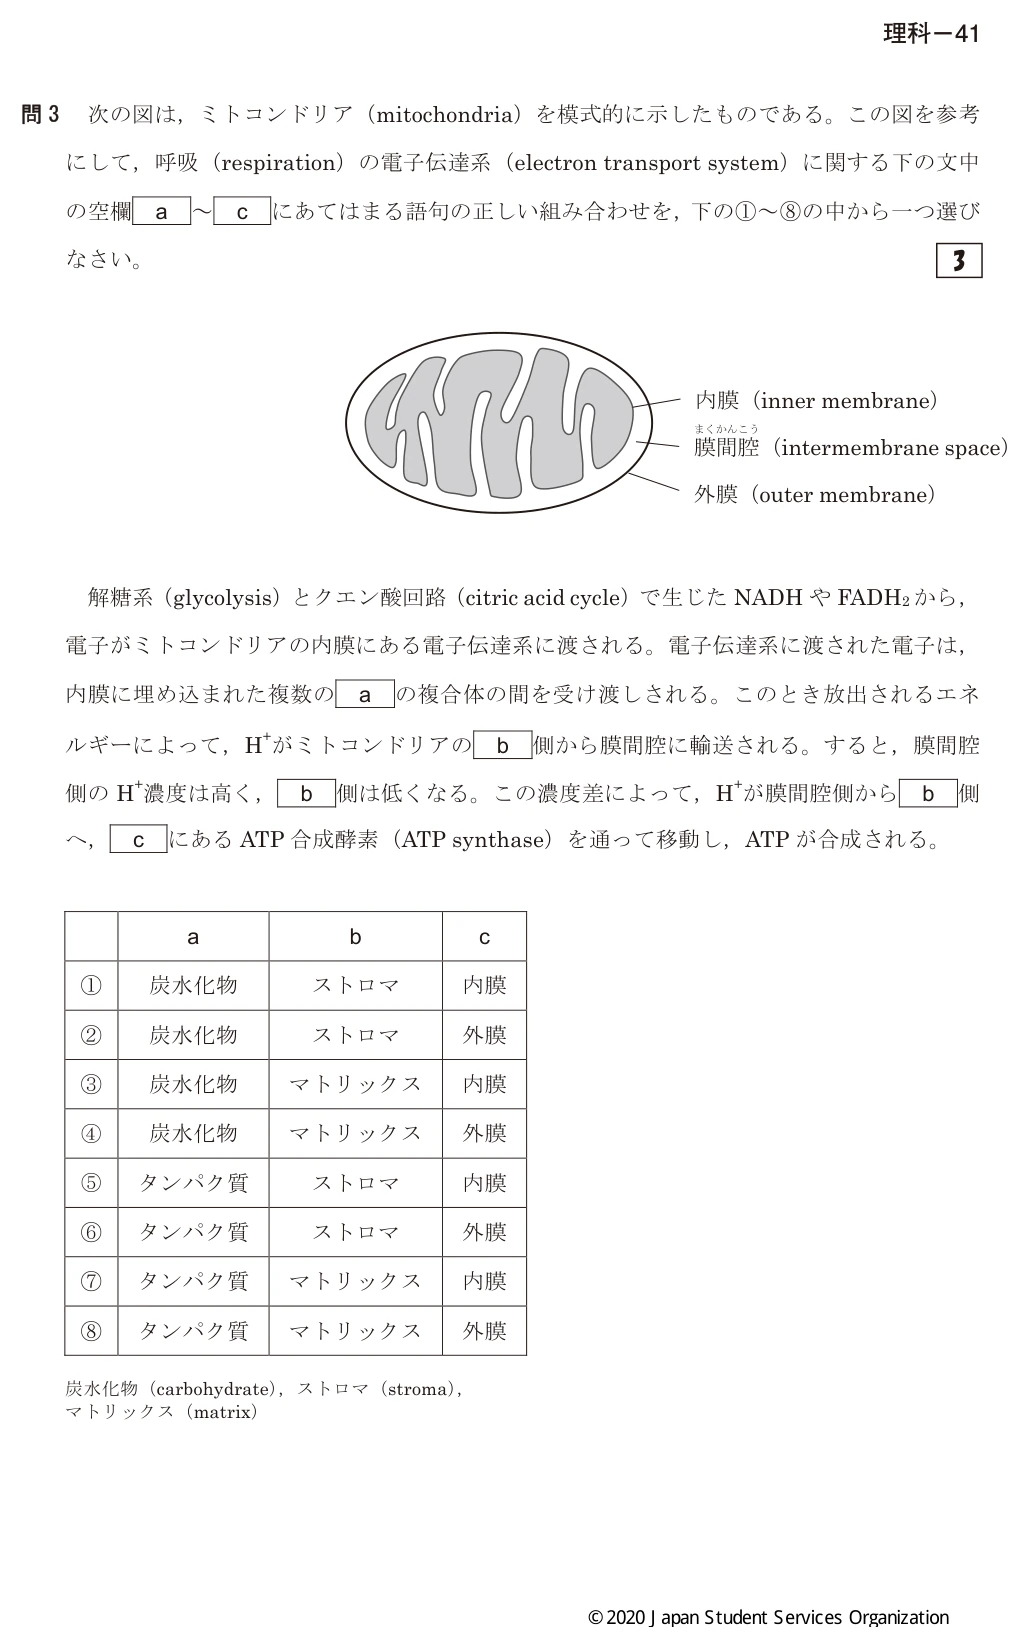 理科－41
問3　次の図は，ミトコンドリア（mitochondria）を模式的に示したものである。この図を参考
にして，呼吸（respiration）の電子伝達系（electron transport system）に関する下の文中
の空欄 a ～ c にあてはまる語句の正しい組み合わせを，下の①～⑧の中から一つ選び
なさい。 3
内膜（inner membrane）
まくかんこう
膜間腔（intermembrane space）
外膜（outer membrane）
解糖系（glycolysis）とクエン酸回路（citric acid cycle）で生じた NADH や FADH₂から，
電子がミトコンドリアの内膜にある電子伝達系に渡される。電子伝達系に渡された電子は，
内膜に埋め込まれた複数の a の複合体の間を受け渡しされる。このとき放出されるエネ
ルギーによって，H⁺がミトコンドリアの b 側から膜間腔に輸送される。すると，膜間腔
側の H⁺濃度は高く， b 側は低くなる。この濃度差によって，H⁺が膜間腔側から b 側
へ， c にある ATP 合成酵素（ATP synthase）を通って移動し，ATP が合成される。
a b c
① 炭水化物 ストロマ 内膜
② 炭水化物 ストロマ 外膜
③ 炭水化物 マトリックス 内膜
④ 炭水化物 マトリックス 外膜
⑤ タンパク質 ストロマ 内膜
⑥ タンパク質 ストロマ 外膜
⑦ タンパク質 マトリックス 内膜
⑧ タンパク質 マトリックス 外膜
炭水化物（carbohydrate），ストロマ（stroma），
マトリックス（matrix）
© 2020 Japan Student Services Organization